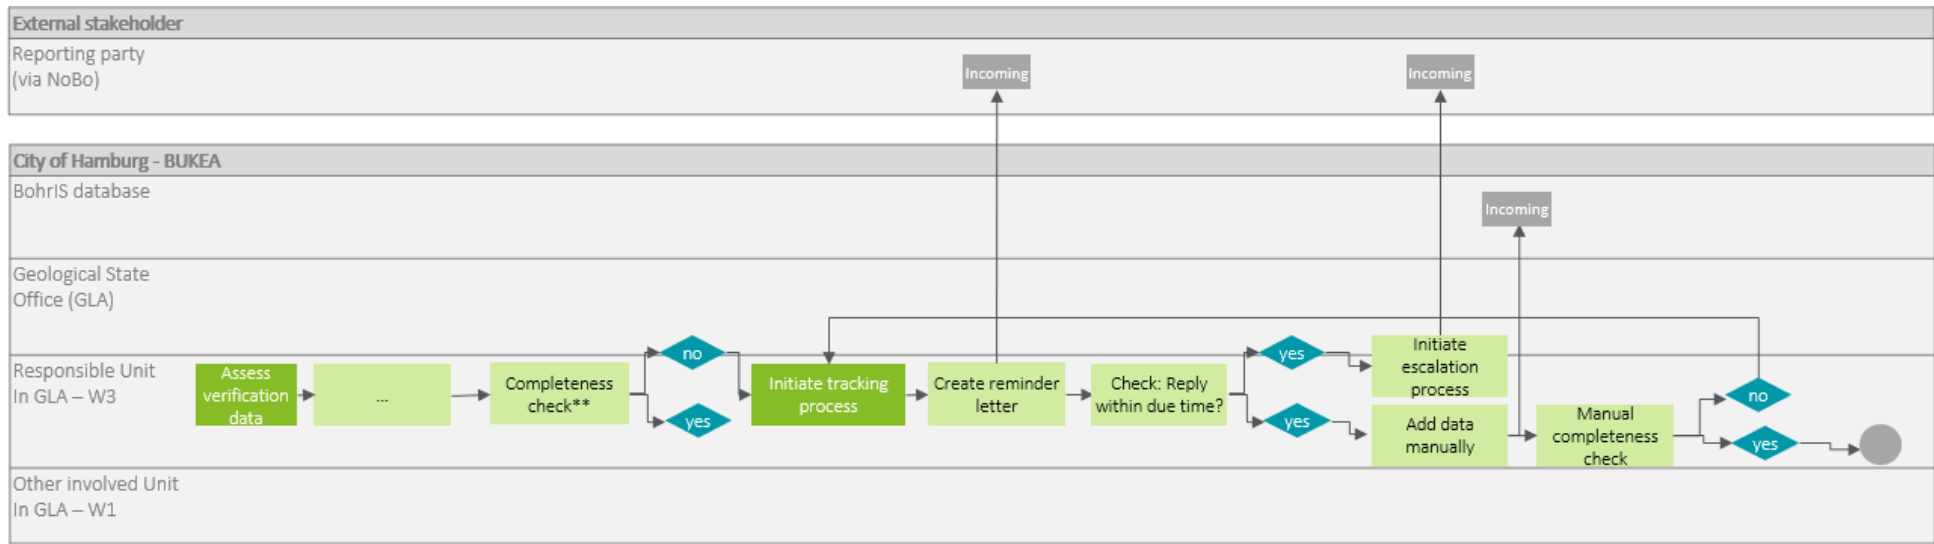 External stakeholder
Reporting party
(via NoBo)
Incoming
Incoming
City of Hamburg - BUKEA
BohrIS database
Incoming
Geological State
Office (GLA)
Responsible Unit
In GLA – W3
Assess
verification
data
...
Completeness
check**
no
yes
Initiate tracking
process
Create reminder
letter
Check: Reply
within due time?
yes
yes
Initiate
escalation
process
Add data
manually
Manual
completeness
check
no
yes
Other involved Unit
In GLA – W1